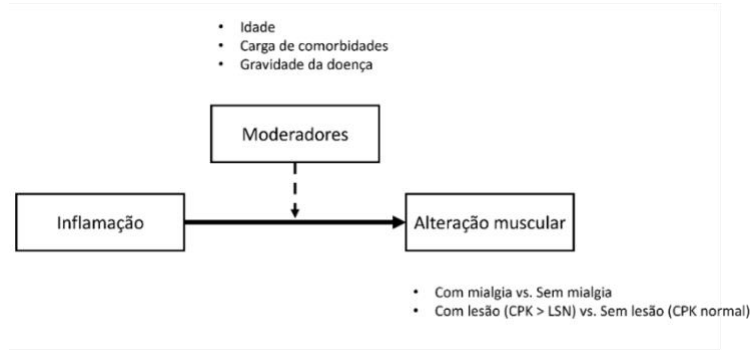 • Idade
• Carga de comorbidades
• Gravidade da doença
Moderadores
Inflamação
Alteração muscular
• Com mialgia vs. Sem mialgia
• Com lesão (CPK > LSN) vs. Sem lesão (CPK normal)